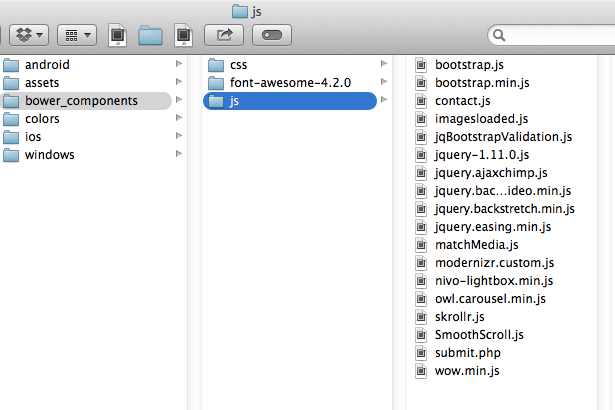 js
android
assets
bower_components
colors
ios
windows
css
font-awesome-4.2.0
js
bootstrap.js
bootstrap.min.js
contact.js
imagesloaded.js
jqBootstrapValidation.js
jquery-1.11.0.js
jquery.ajaxchimp.js
jquery.bac...ideo.min.js
jquery.backstretch.min.js
jquery.easing.min.js
matchMedia.js
modernizr.custom.js
nivo-lightbox.min.js
owl.carousel.min.js
skrollr.js
SmoothScroll.js
submit.php
wow.min.js